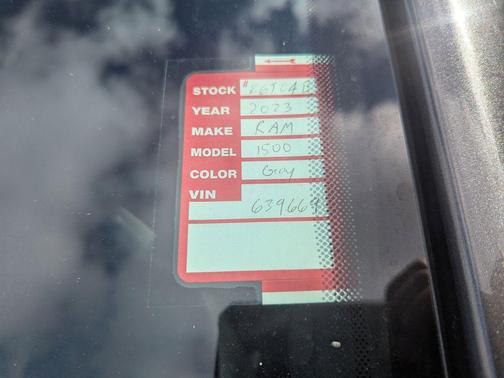 STOCK #
YEAR 2023
MAKE RAM
MODEL 1500
COLOR Gray
VIN
639669